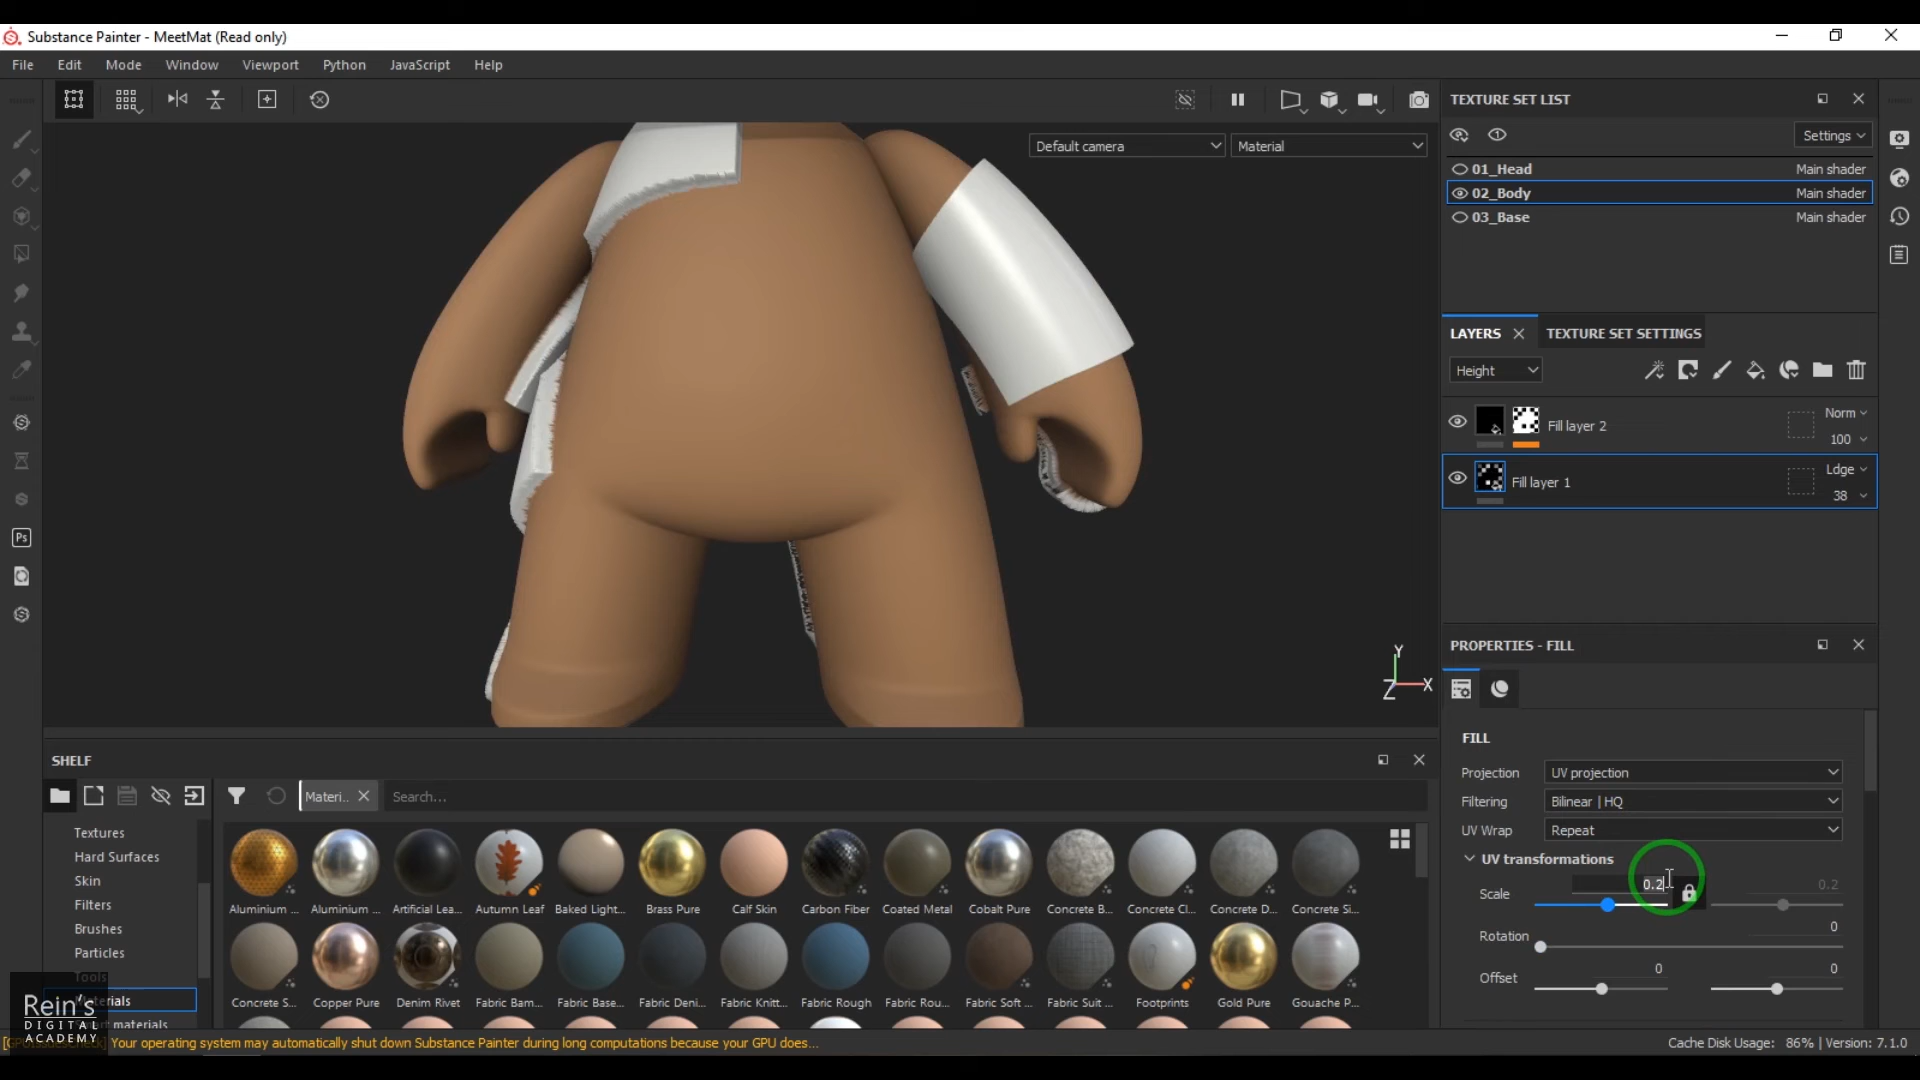 Substance Painter - MeetMat (Read only)
File Edit Mode Window Viewport Python JavaScript Help
Default camera
Material
TEXTURE SET LIST
Settings
01_Head Main shader
02_Body Main shader
03_Base Main shader
LAYERS
TEXTURE SET SETTINGS
Height
Fill layer 2
Norm
100
Fill layer 1
Ldge
38
PROPERTIES - FILL
FILL
Projection UV projection
Filtering Bilinear | HQ
UV Wrap Repeat
UV transformations
Scale 0.2 0.2
Rotation 0
Offset 0 0
Y
Z X
Ps
SHELF
Materi..
Search...
Textures
Hard Surfaces
Skin
Filters
Brushes
Particles
Tools
Aluminium ... Aluminium ... Artificial Lea... Autumn Leaf Baked Light... Brass Pure Calf Skin Carbon Fiber Coated Metal Cobalt Pure Concrete B... Concrete Cl... Concrete D... Concrete Si...
Concrete S... Copper Pure Denim Rivet Fabric Bam... Fabric Base... Fabric Deni... Fabric Knitt... Fabric Rough Fabric Rou... Fabric Soft ... Fabric Suit ... Footprints Gold Pure Gouache P...
Rein's
DIGITAL
ACADEMY
Your operating system may automatically shut down Substance Painter during long computations because your GPU does...
Cache Disk Usage: 86% | Version: 7.1.0